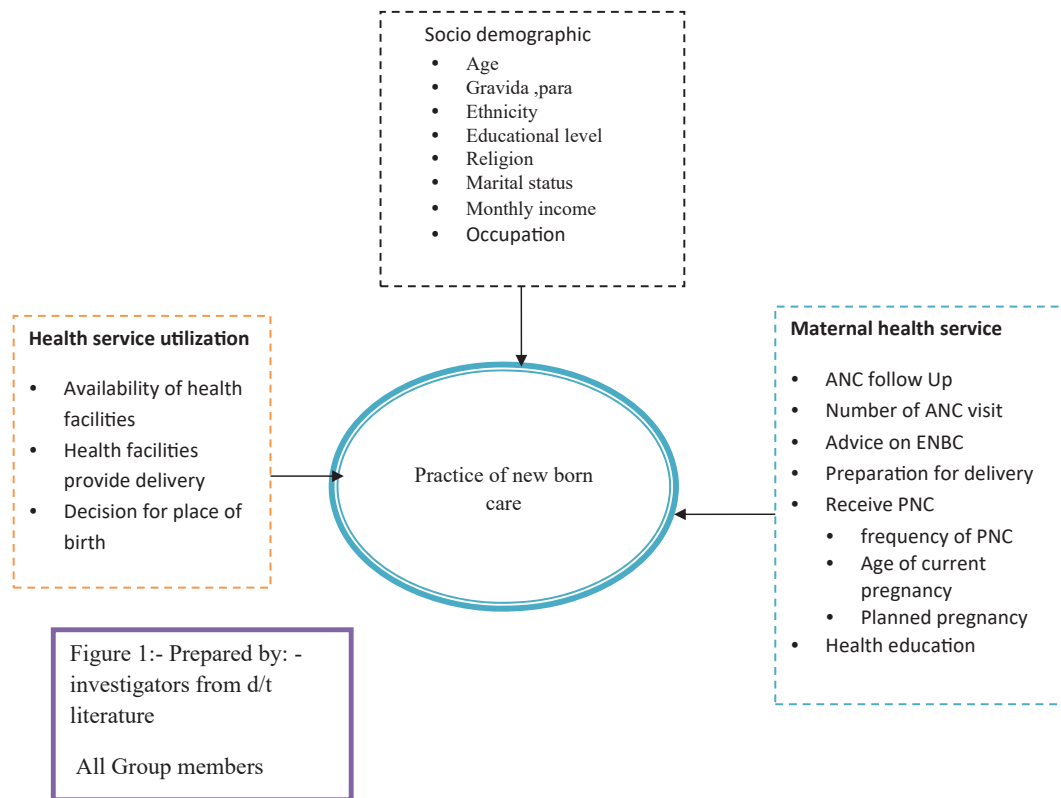 Socio demographic
• Age
• Gravida ,para
• Ethnicity
• Educational level
• Religion
• Marital status
• Monthly income
• Occupation
Health service utilization
• Availability of health
facilities
• Health facilities
provide delivery
• Decision for place of
birth
Practice of new born
care
Maternal health service
• ANC follow Up
• Number of ANC visit
• Advice on ENBC
• Preparation for delivery
• Receive PNC
• frequency of PNC
• Age of current
pregnancy
• Planned pregnancy
• Health education
Figure 1:- Prepared by: -
investigators from d/t
literature
All Group members